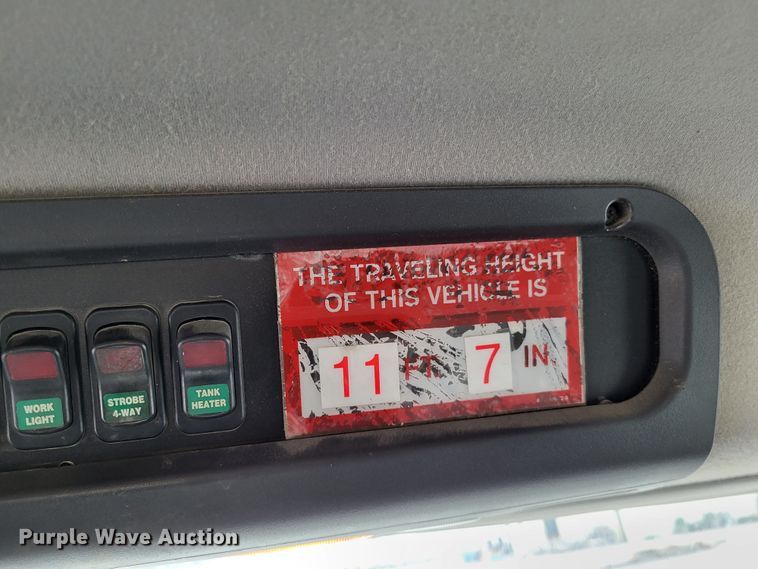 THE TRAVELING HEIGHT
OF THIS VEHICLE IS
11 FT. 7 IN.
WORK
LIGHT
STROBE
4-WAY
TANK
HEATER
Purple Wave Auction